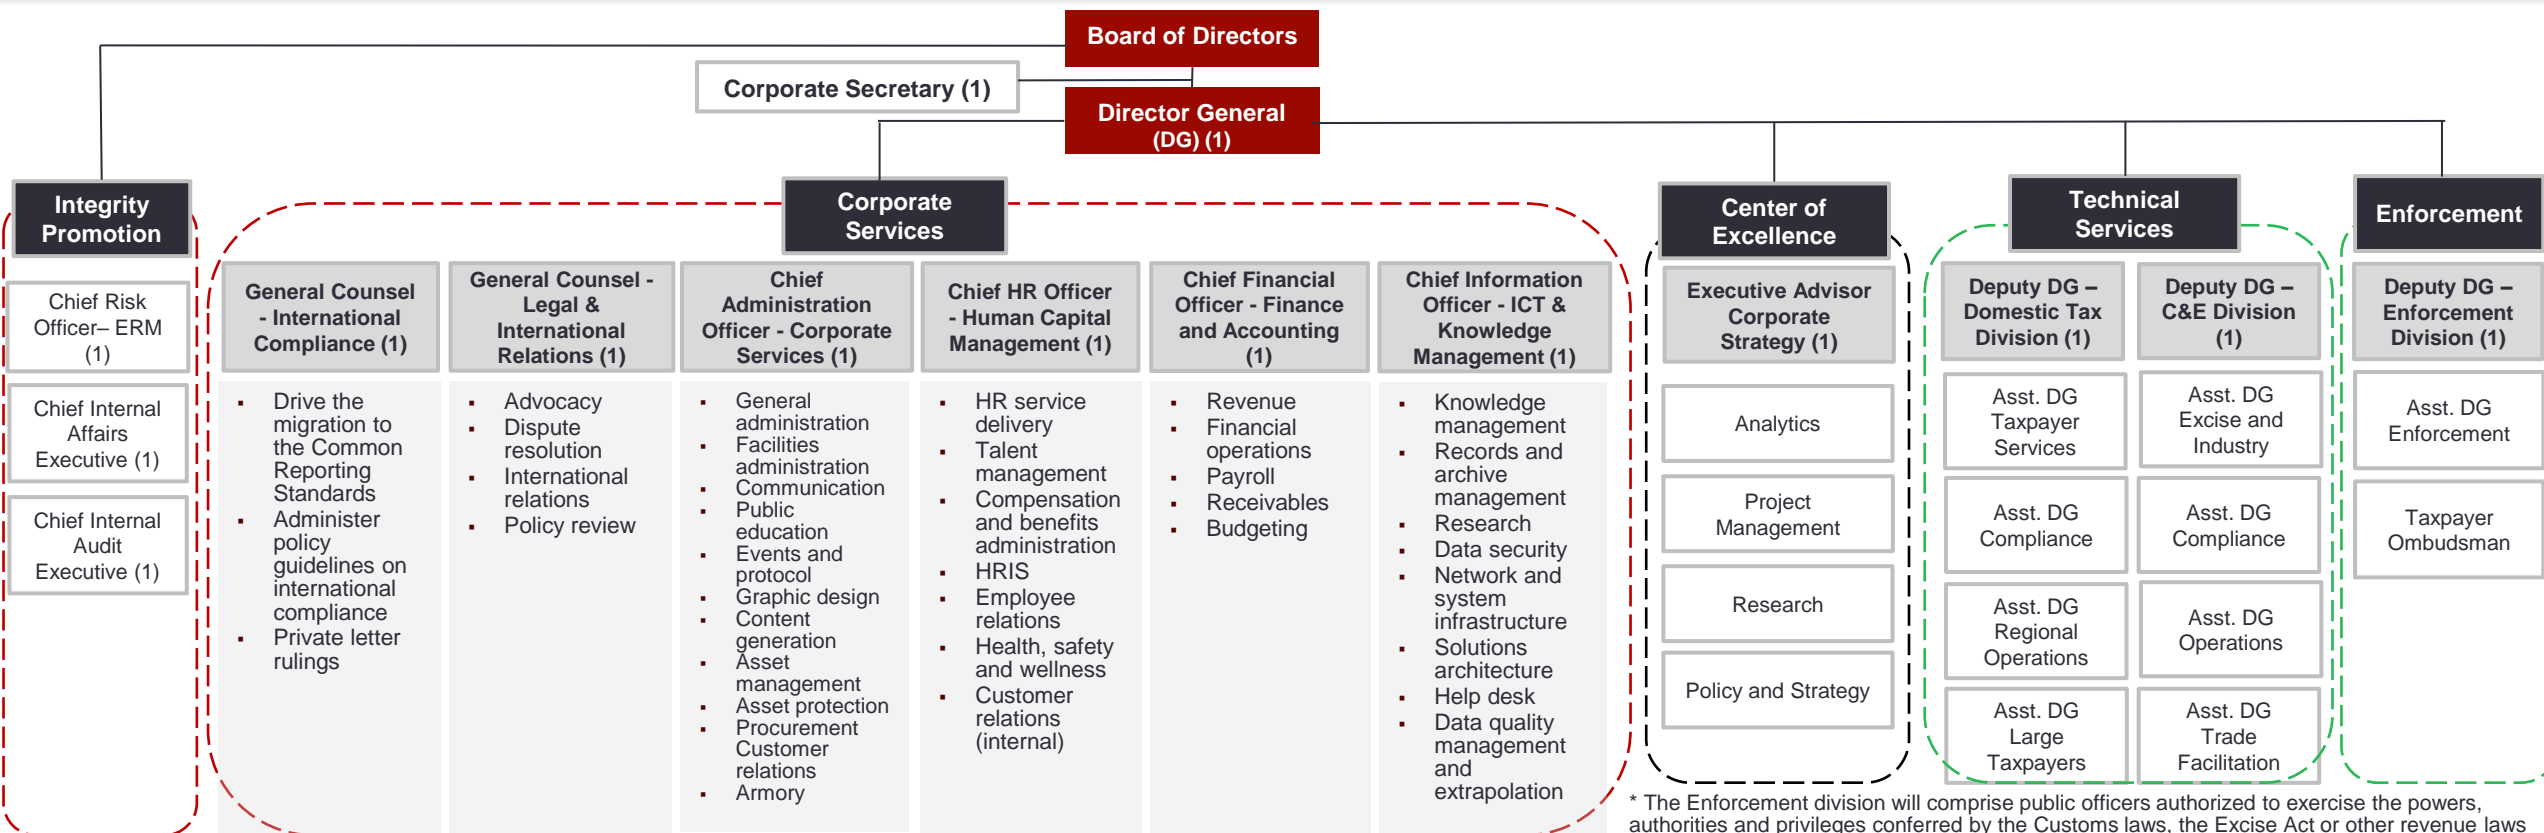 Board of Directors
Corporate Secretary (1)
Director General
(DG) (1)
Integrity
Promotion
Chief Risk
Officer– ERM
(1)
Chief Internal
Affairs
Executive (1)
Chief Internal
Audit
Executive (1)
Corporate
Services
General Counsel
- International
Compliance (1)
▪ Drive the
migration to
the Common
Reporting
Standards
▪ Administer
policy
guidelines on
international
compliance
▪ Private letter
rulings
General Counsel -
Legal &
International
Relations (1)
▪ Advocacy
▪ Dispute
resolution
▪ International
relations
▪ Policy review
Chief
Administration
Officer - Corporate
Services (1)
▪ General
administration
▪ Facilities
administration
▪ Communication
▪ Public
education
▪ Events and
protocol
▪ Graphic design
▪ Content
generation
▪ Asset
management
▪ Asset protection
▪ Procurement
Customer
relations
▪ Armory
Chief HR Officer
- Human Capital
Management (1)
▪ HR service
delivery
▪ Talent
management
▪ Compensation
and benefits
administration
▪ HRIS
▪ Employee
relations
▪ Health, safety
and wellness
▪ Customer
relations
(internal)
Chief Financial
Officer - Finance
and Accounting
(1)
▪ Revenue
▪ Financial
operations
▪ Payroll
▪ Receivables
▪ Budgeting
Chief Information
Officer - ICT &
Knowledge
Management (1)
▪ Knowledge
management
▪ Records and
archive
management
▪ Research
▪ Data security
▪ Network and
system
infrastructure
▪ Solutions
architecture
▪ Help desk
▪ Data quality
management
and
extrapolation
Center of
Excellence
Executive Advisor
Corporate
Strategy (1)
Analytics
Project
Management
Research
Policy and Strategy
Technical
Services
Deputy DG –
Domestic Tax
Division (1)
Asst. DG
Taxpayer
Services
Asst. DG
Compliance
Asst. DG
Regional
Operations
Asst. DG
Large
Taxpayers
Deputy DG –
C&E Division
(1)
Asst. DG
Excise and
Industry
Asst. DG
Compliance
Asst. DG
Operations
Asst. DG
Trade
Facilitation
Enforcement
Deputy DG –
Enforcement
Division (1)
Asst. DG
Enforcement
Taxpayer
Ombudsman
* The Enforcement division will comprise public officers authorized to exercise the powers,
authorities and privileges conferred by the Customs laws, the Excise Act or other revenue laws